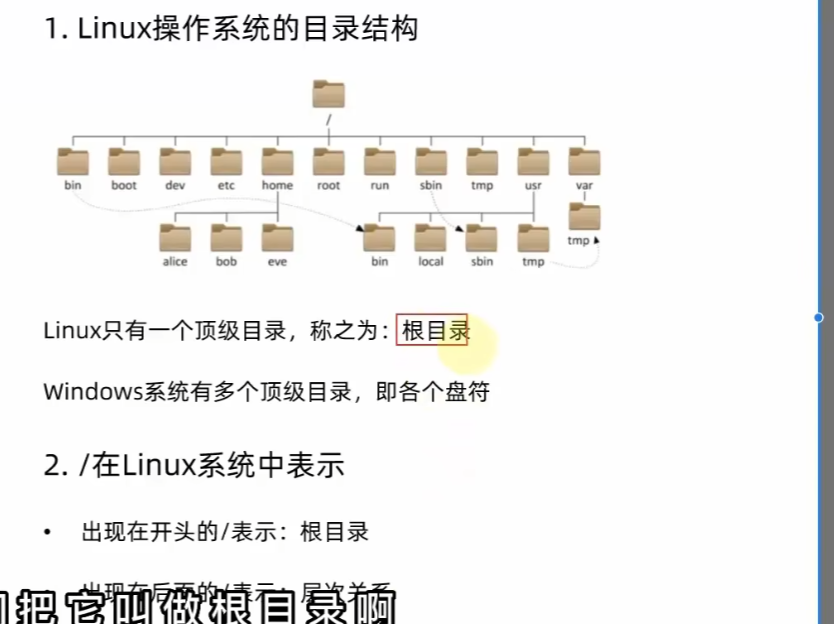 1. Linux操作系统的目录结构
/
bin boot dev etc home root run sbin tmp usr var
alice bob eve bin local sbin tmp tmp
Linux只有一个顶级目录，称之为：根目录
Windows系统有多个顶级目录，即各个盘符
2. /在Linux系统中表示
• 出现在开头的/表示：根目录
出现在后面的/表示：层次关系
把它叫做根目录啊